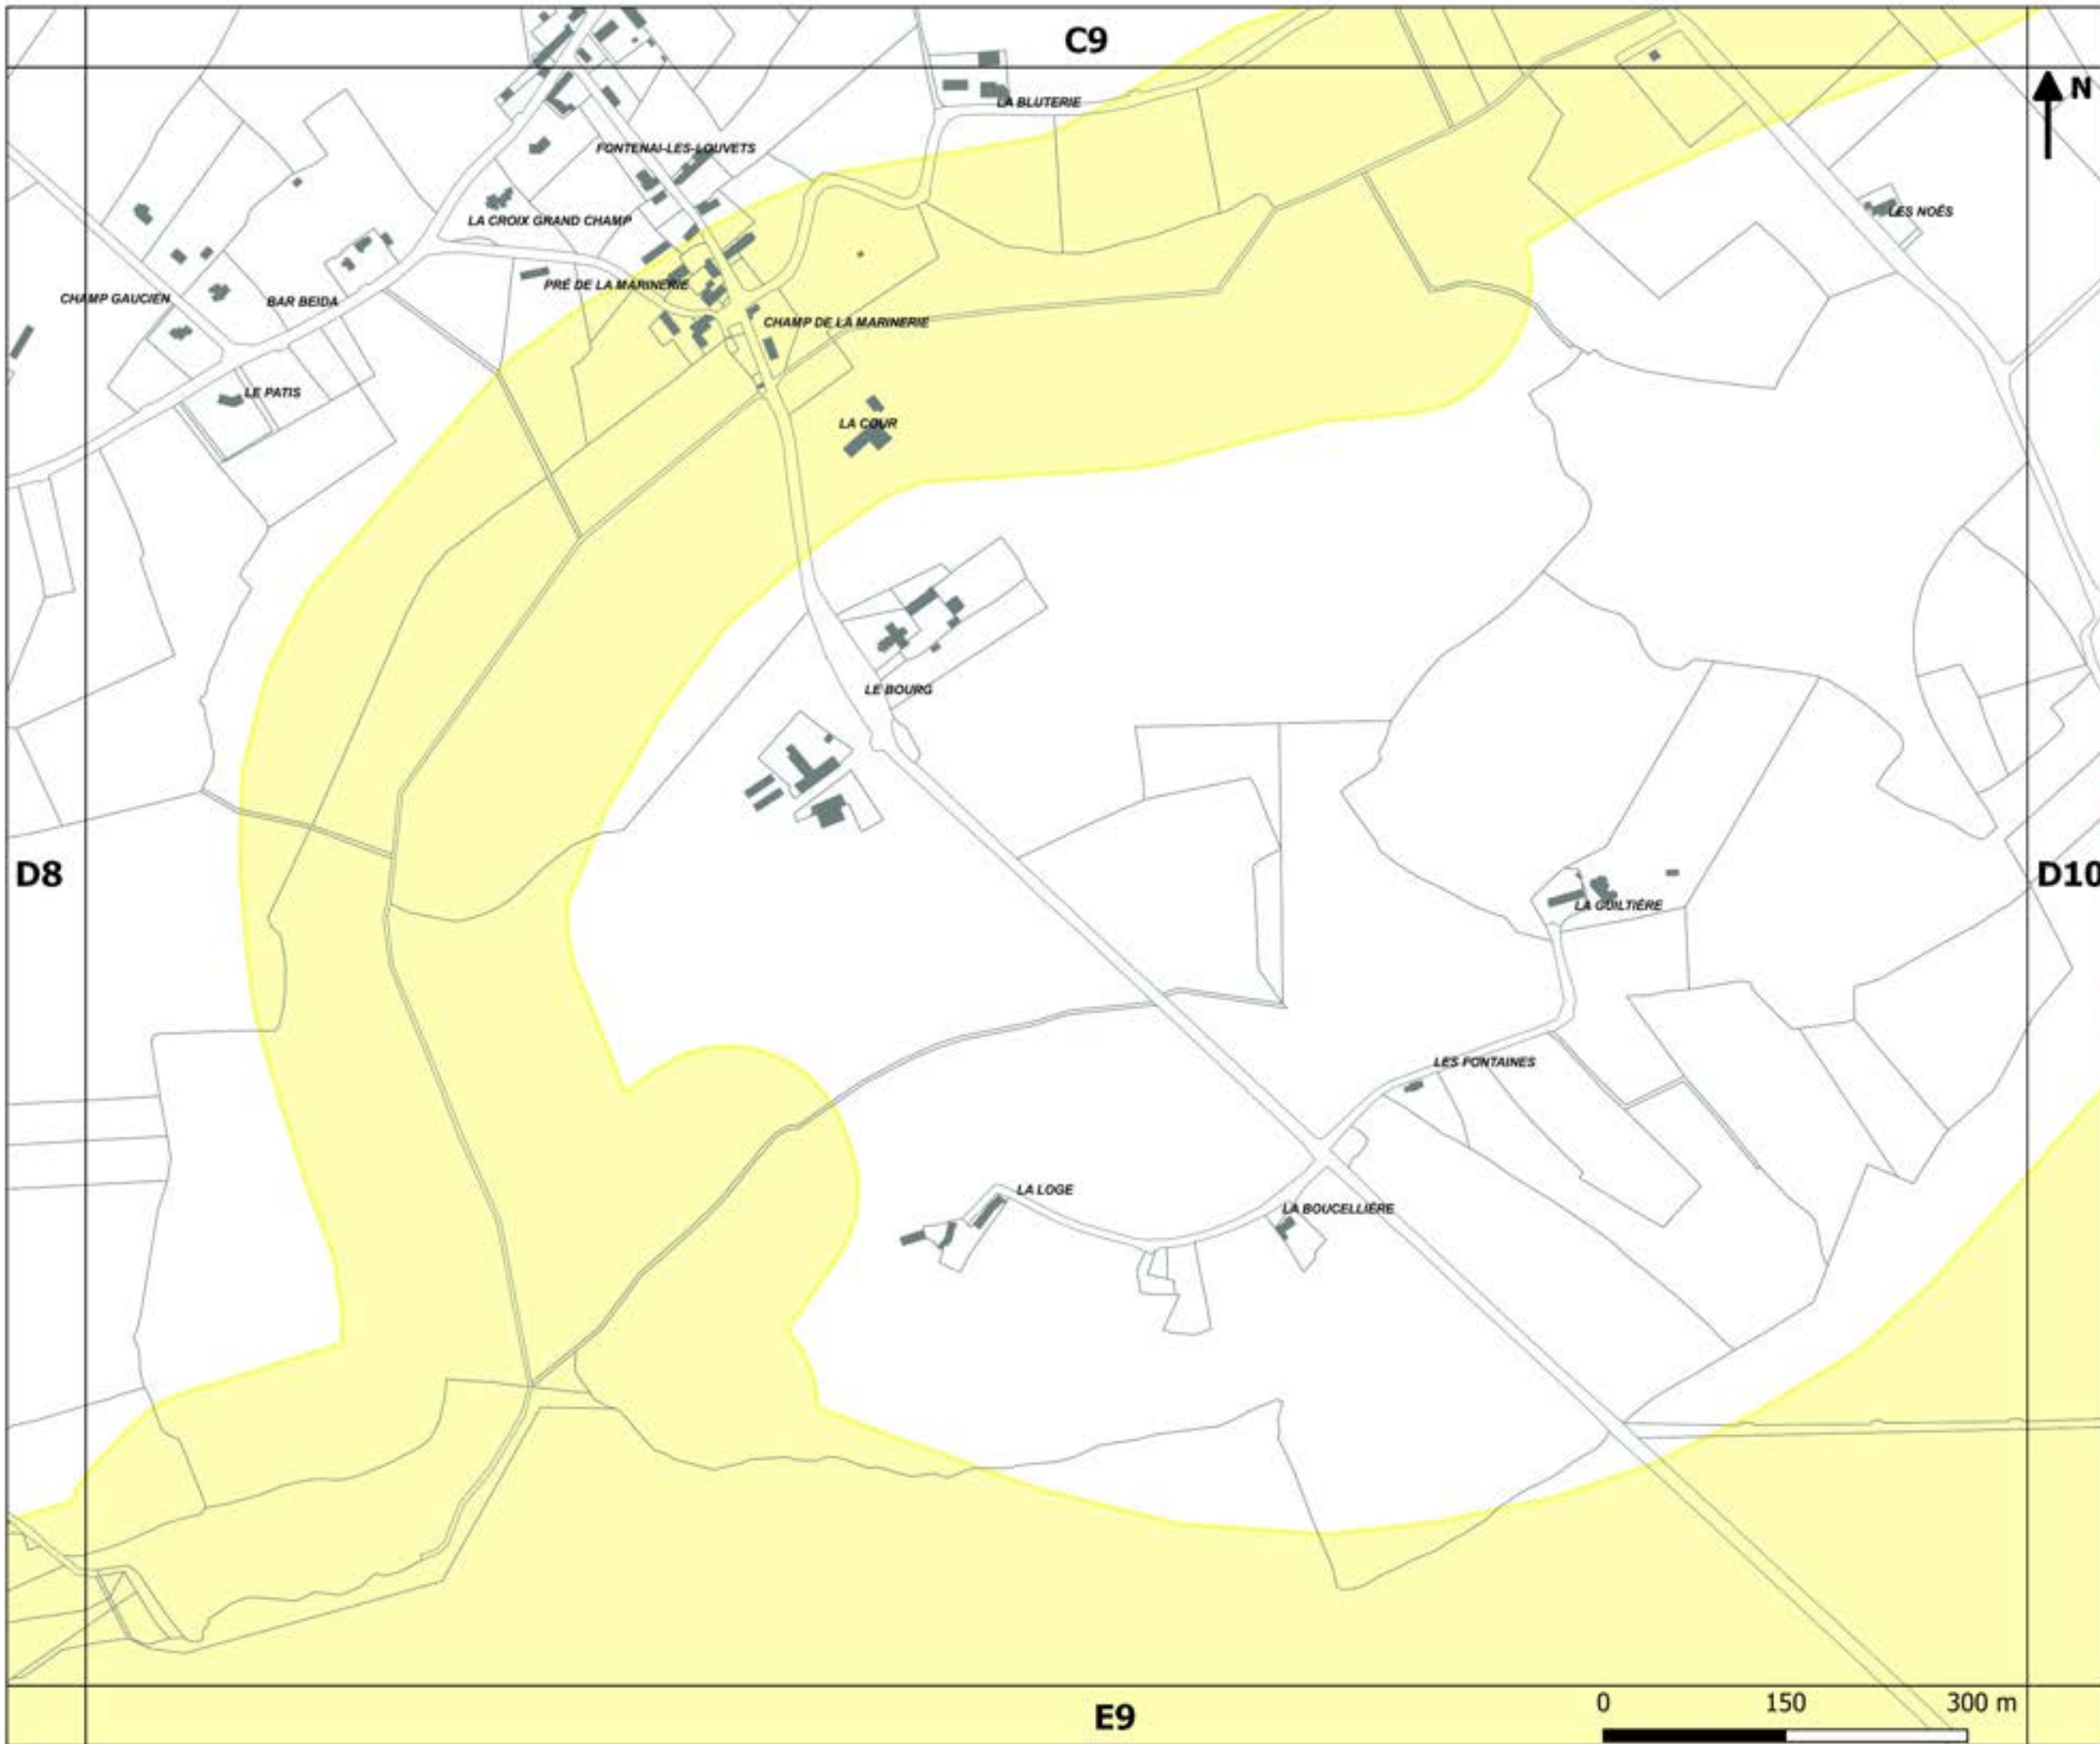 C9
N
LA BLUTERIE
FONTENAI-LES-LOUVETS
LES NOËS
LA CROIX GRAND CHAMP
PRÉ DE LA MARINERIE
CHAMP GAUCIEN
BAR BEIDA
CHAMP DE LA MARINERIE
LE PATIS
LA COUR
LE BOURG
D8
D10
LA GUILTIÈRE
LES FONTAINES
LA LOGE
LA BOUCELLIÈRE
0 150 300 m
E9